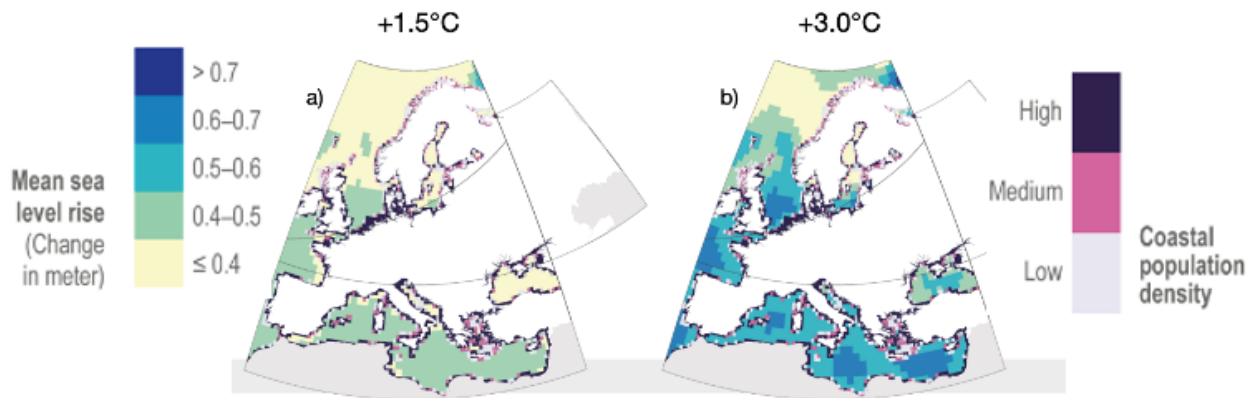 +1.5°C
+3.0°C
a)
b)
> 0.7
0.6–0.7
0.5–0.6
0.4–0.5
≤ 0.4
Mean sea
level rise
(Change
in meter)
High
Medium
Low
Coastal
population
density